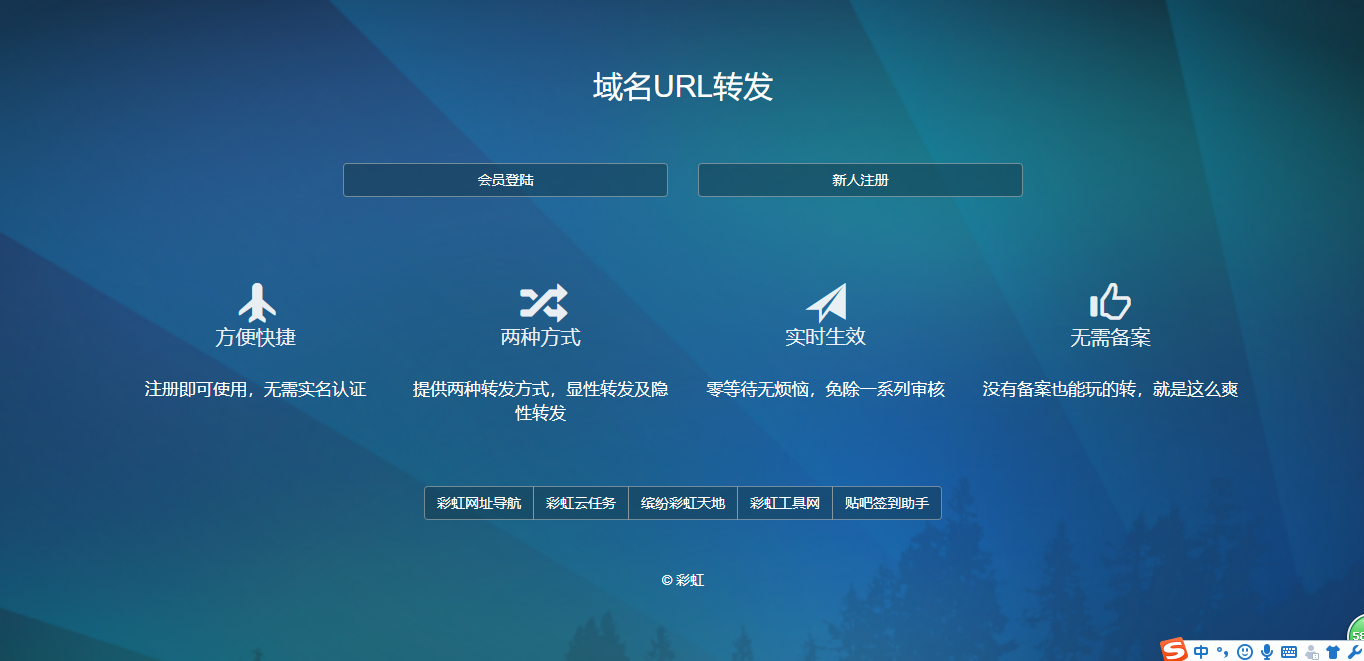 域名URL转发
会员登陆
新人注册
方便快捷
两种方式
实时生效
无需备案
注册即可使用，无需实名认证
提供两种转发方式，显性转发及隐
性转发
零等待无烦恼，免除一系列审核
没有备案也能玩的转，就是这么爽
彩虹网址导航
彩虹云任务
缤纷彩虹天地
彩虹工具网
贴吧签到助手
© 彩虹
58
S
中